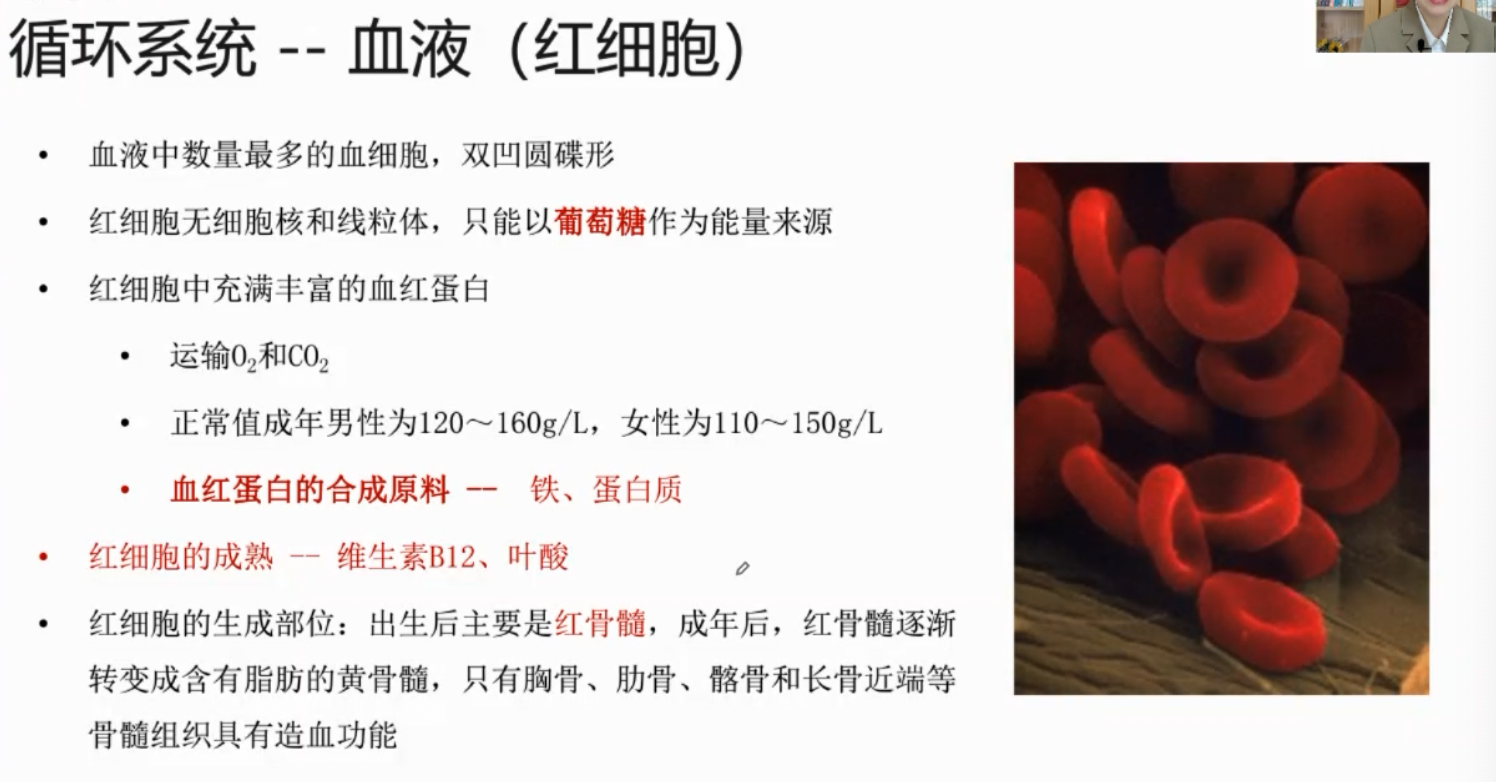 循环系统 -- 血液（红细胞）
• 血液中数量最多的血细胞，双凹圆碟形
• 红细胞无细胞核和线粒体，只能以葡萄糖作为能量来源
• 红细胞中充满丰富的血红蛋白
• 运输O₂和CO₂
• 正常值成年男性为120～160g/L，女性为110～150g/L
• 血红蛋白的合成原料 -- 铁、蛋白质
• 红细胞的成熟 -- 维生素B12、叶酸
• 红细胞的生成部位：出生后主要是红骨髓，成年后，红骨髓逐渐
转变成含有脂肪的黄骨髓，只有胸骨、肋骨、髂骨和长骨近端等
骨髓组织具有造血功能